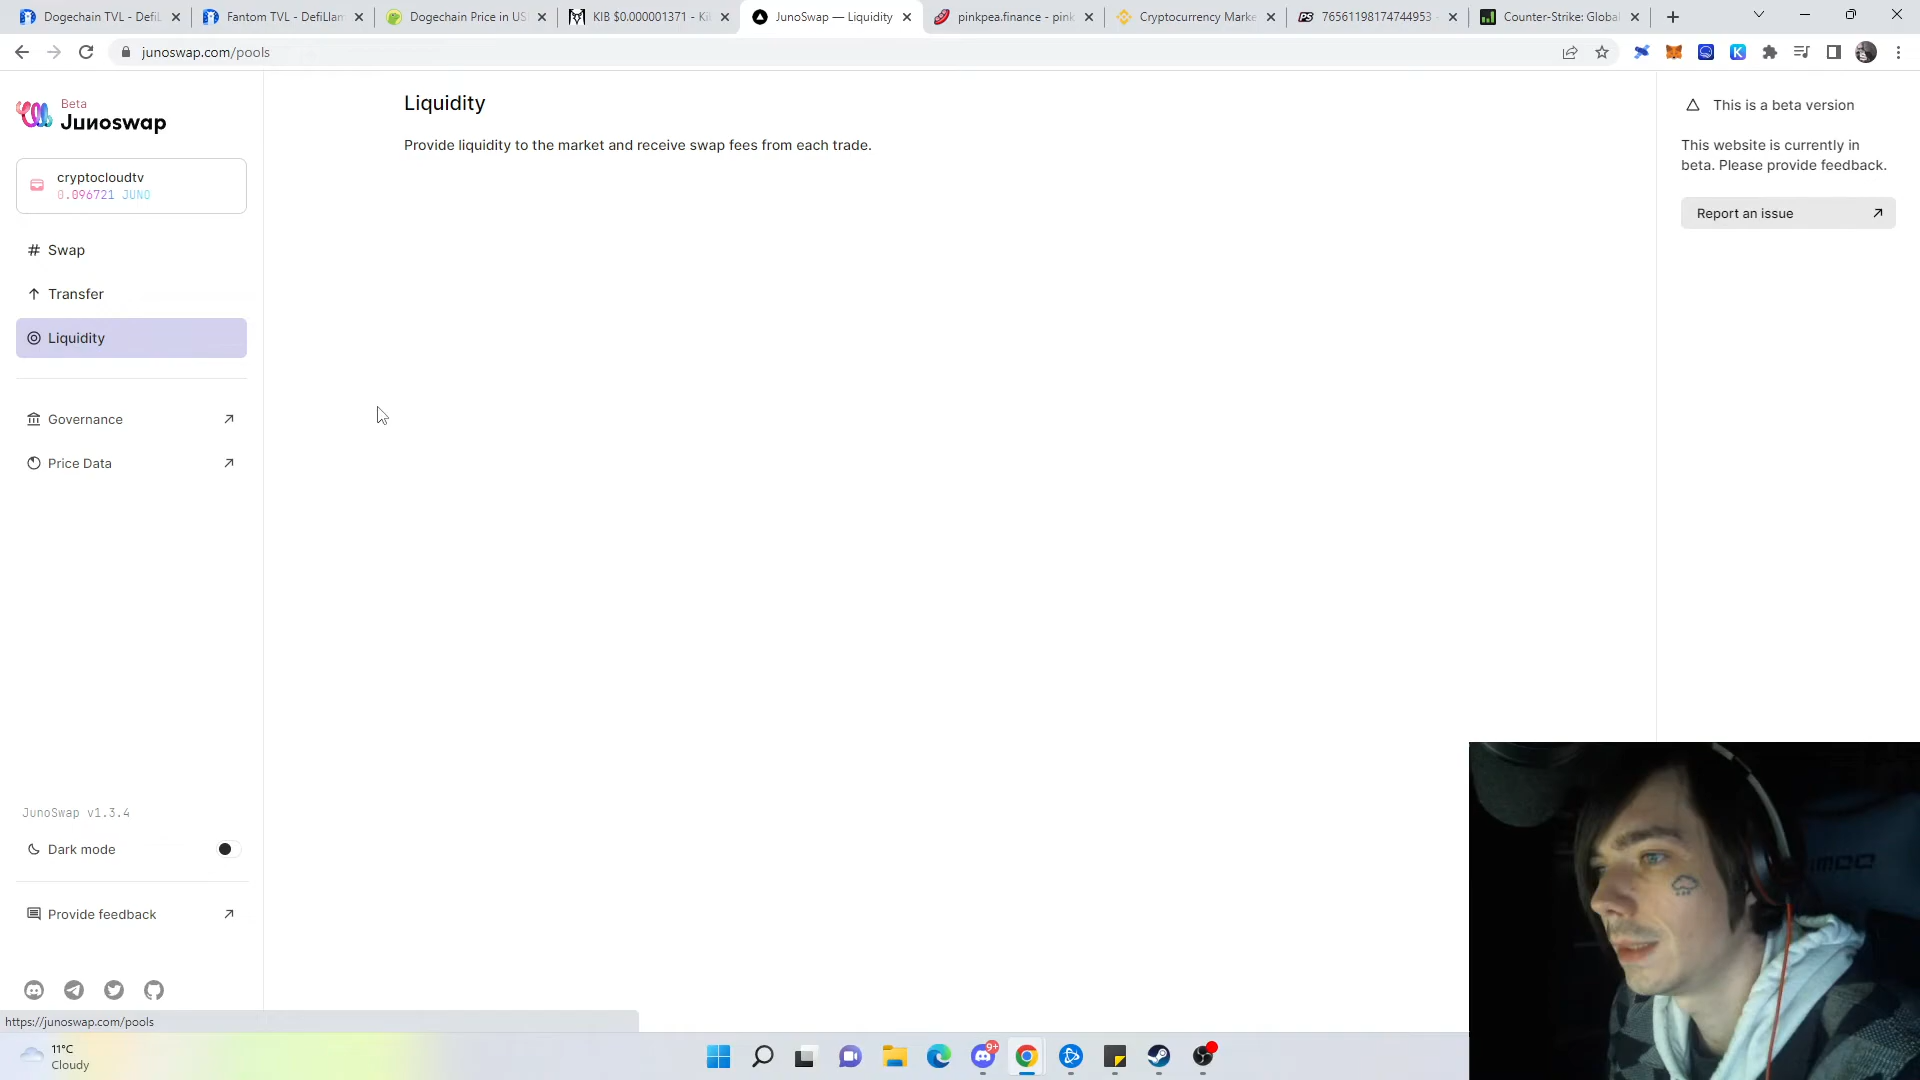 Dogechain TVL - DefiL
Fantom TVL - DefiLlam
Dogechain Price in US
KIB $0.000001371 - Ki
JunoSwap — Liquidity
pinkpea.finance - pink
Cryptocurrency Marke
76561198174744953
Counter-Strike: Global
junoswap.com/pools
Beta
Junoswap
cryptocloudtv
0.096721 JUNO
Swap
Transfer
Liquidity
Governance
Price Data
JunoSwap v1.3.4
Dark mode
Provide feedback
https://junoswap.com/pools
Liquidity
Provide liquidity to the market and receive swap fees from each trade.
This is a beta version
This website is currently in
beta. Please provide feedback.
Report an issue
11°C
Cloudy
9+